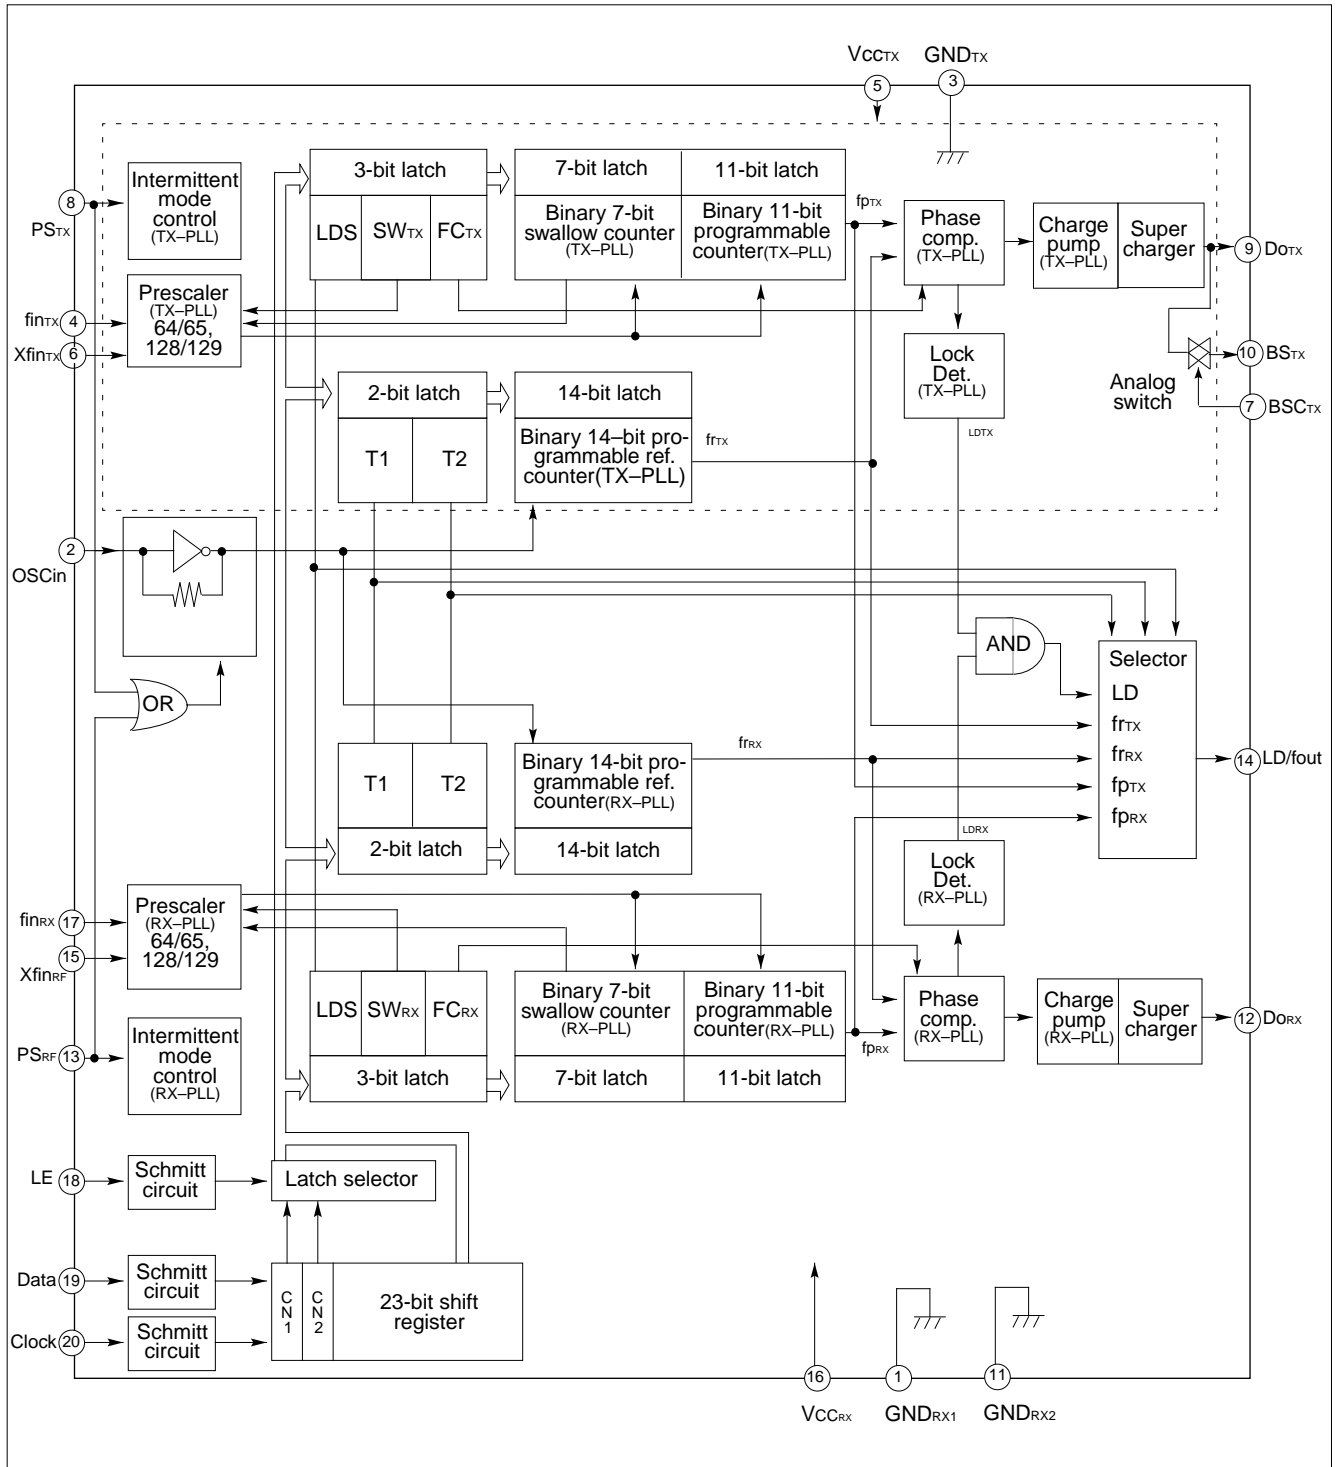 VccTX
GNDTX
5
3
8
PSTX
Intermittent
mode
control
(TX–PLL)
3-bit latch
LDS
SWTX
FCTX
7-bit latch
11-bit latch
Binary 7-bit
swallow counter
(TX–PLL)
Binary 11-bit
programmable
counter(TX–PLL)
fpTX
Phase
comp.
(TX–PLL)
Charge
pump
(TX–PLL)
Super
charger
9
DoTX
finTX
4
XfinTX
6
Prescaler
(TX–PLL)
64/65,
128/129
Lock
Det.
(TX–PLL)
LDTX
Analog
switch
10
BSTX
7
BSCTX
2-bit latch
T1
T2
14-bit latch
Binary 14–bit pro-
grammable ref.
counter(TX–PLL)
frTX
2
OSCin
OR
AND
Selector
LD
frTX
frRX
fpTX
fpRX
14
LD/fout
T1
T2
2-bit latch
Binary 14-bit pro-
grammable ref.
counter(RX–PLL)
14-bit latch
frRX
LDRX
Lock
Det.
(RX–PLL)
finRX
17
15
XfinRF
Prescaler
(RX–PLL)
64/65,
128/129
LDS
SWRX
FCRX
3-bit latch
Binary 7-bit
swallow counter
(RX–PLL)
Binary 11-bit
programmable
counter(RX–PLL)
7-bit latch
11-bit latch
fpRX
Phase
comp.
(RX–PLL)
Charge
pump
(RX–PLL)
Super
charger
12
DoRX
PSRF
13
Intermittent
mode
control
(RX–PLL)
LE
18
Schmitt
circuit
Latch selector
Data
19
Schmitt
circuit
Clock
20
Schmitt
circuit
C
N
1
C
N
2
23-bit shift
register
16
VCCRX
1
GNDRX1
11
GNDRX2